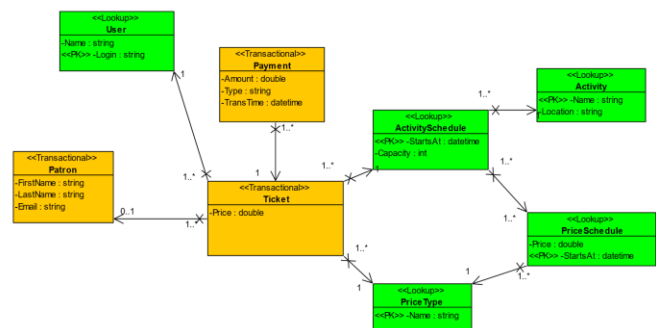 <<Lookup>>
User
-Name : string
<<PK>> -Login : string
1
<<Transactional>>
Payment
-Amount : double
-Type : string
-TransTime : datetime
1..*
1
<<Lookup>>
Activity
<<PK>> -Name : string
-Location : string
1..*
1
<<Lookup>>
ActivitySchedule
<<PK>> -StartsAt : datetime
-Capacity : int
1..*
1
1..*
1..*
<<Transactional>>
Patron
-FirstName : string
-LastName : string
-Email : string
0..1
1..*
1..*
<<Transactional>>
Ticket
-Price : double
<<Lookup>>
PriceSchedule
-Price : double
<<PK>> -StartsAt : datetime
1..*
1
1
1..*
<<Lookup>>
PriceType
<<PK>> -Name : string